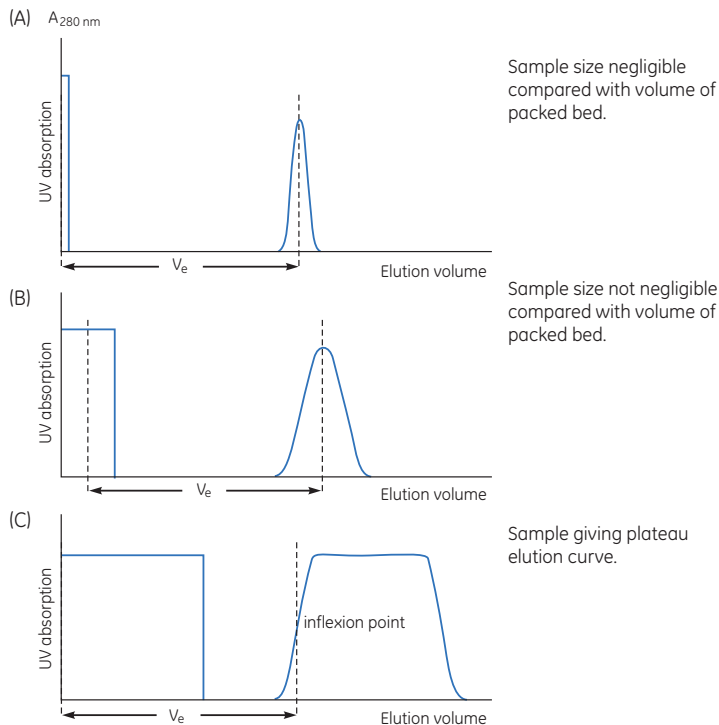 (A)
A280 nm
UV absorption
Ve
Elution volume
Sample size negligible
compared with volume of
packed bed.
(B)
UV absorption
Ve
Elution volume
Sample size not negligible
compared with volume of
packed bed.
(C)
UV absorption
inflexion point
Ve
Elution volume
Sample giving plateau
elution curve.